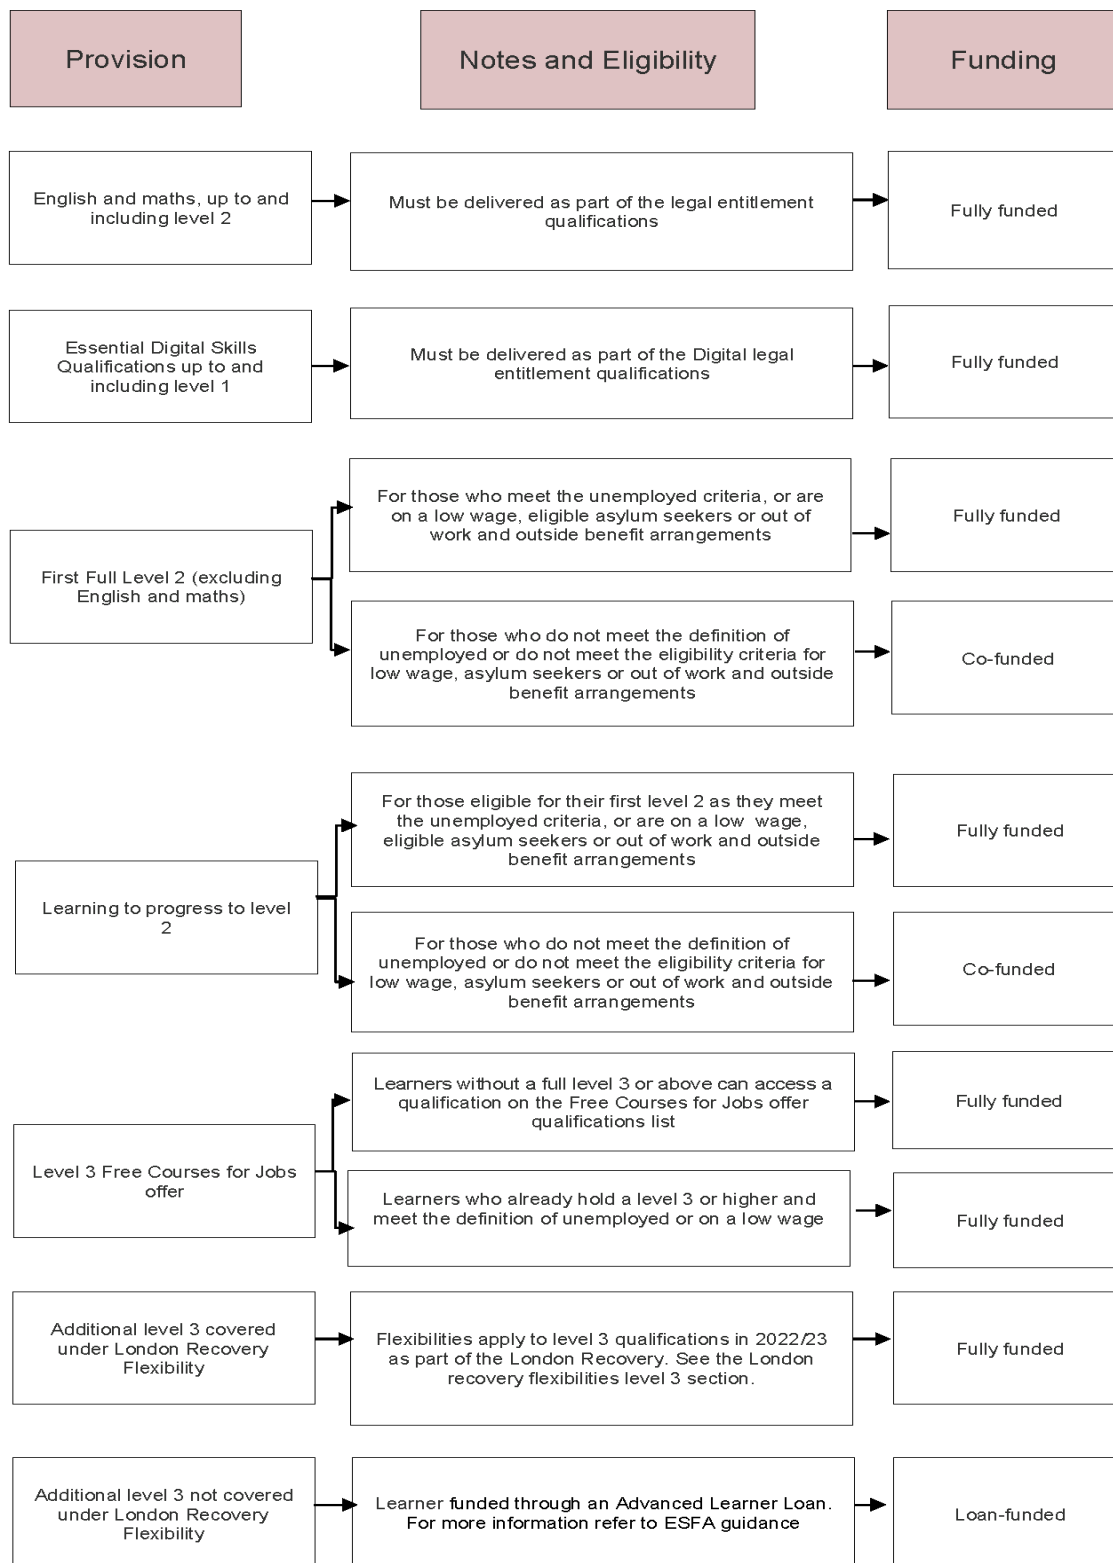 Provision
Notes and Eligibility
Funding
English and maths, up to and
including level 2
Must be delivered as part of the legal entitlement
qualifications
Fully funded
Essential Digital Skills
Qualifications up to and
including level 1
Must be delivered as part of the Digital legal
entitlement qualifications
Fully funded
First Full Level 2 (excluding
English and maths)
For those who meet the unemployed criteria, or are
on a low wage, eligible asylum seekers or out of
work and outside benefit arrangements
Fully funded
For those who do not meet the definition of
unemployed or do not meet the eligibility criteria for
low wage, asylum seekers or out of work and outside
benefit arrangements
Co-funded
Learning to progress to level
2
For those eligible for their first level 2 as they meet
the unemployed criteria, or are on a low wage,
eligible asylum seekers or out of work and outside
benefit arrangements
Fully funded
For those who do not meet the definition of
unemployed or do not meet the eligibility criteria for
low wage, asylum seekers or out of work and outside
benefit arrangements
Co-funded
Level 3 Free Courses for Jobs
offer
Learners without a full level 3 or above can access a
qualification on the Free Courses for Jobs offer
qualifications list
Fully funded
Learners who already hold a level 3 or higher and
meet the definition of unemployed or on a low wage
Fully funded
Additional level 3 covered
under London Recovery
Flexibility
Flexibilities apply to level 3 qualifications in 2022/23
as part of the London Recovery. See the London
recovery flexibilities level 3 section.
Fully funded
Additional level 3 not covered
under London Recovery
Flexibility
Learner funded through an Advanced Learner Loan.
For more information refer to ESFA guidance
Loan-funded